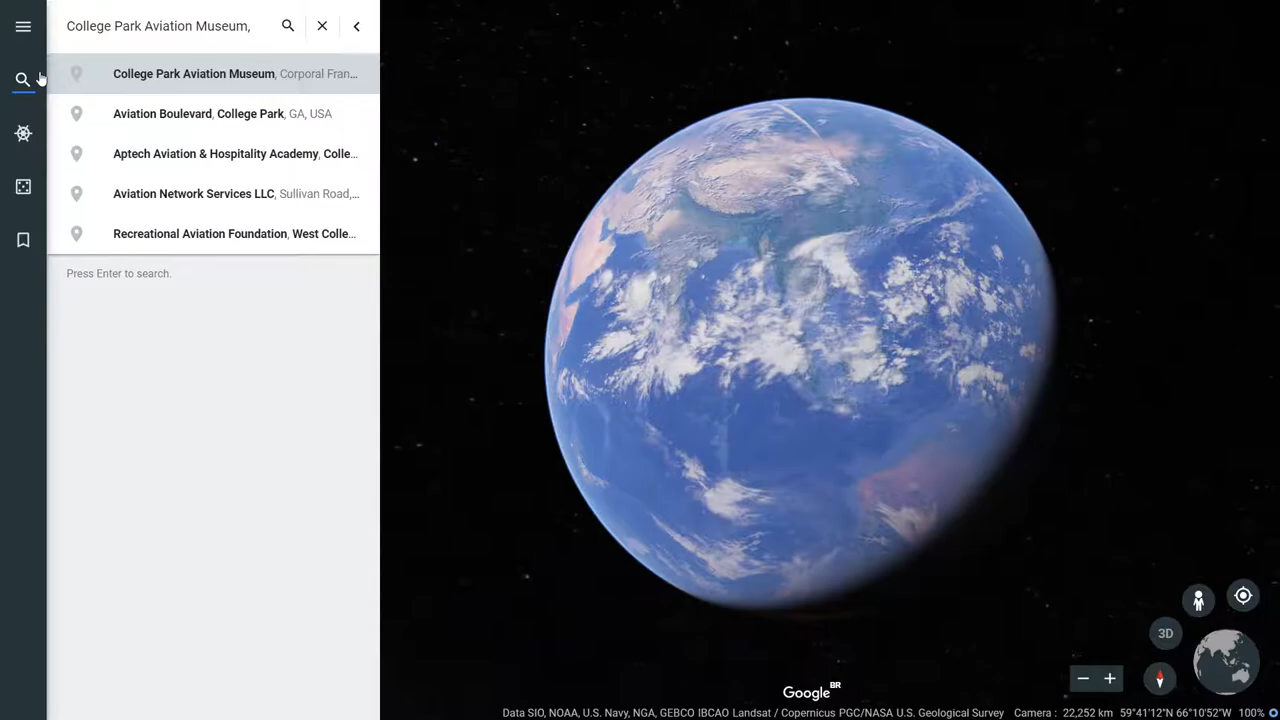 College Park Aviation Museum,
College Park Aviation Museum, Corporal Fran...
Aviation Boulevard, College Park, GA, USA
Aptech Aviation & Hospitality Academy, Colle...
Aviation Network Services LLC, Sullivan Road,...
Recreational Aviation Foundation, West Colle...
Press Enter to search.
3D
Google BR
Data SIO, NOAA, U.S. Navy, NGA, GEBCO IBCAO Landsat / Copernicus PGC/NASA U.S. Geological Survey Camera : 22,252 km 59°41'12"N 66°10'52"W 100%